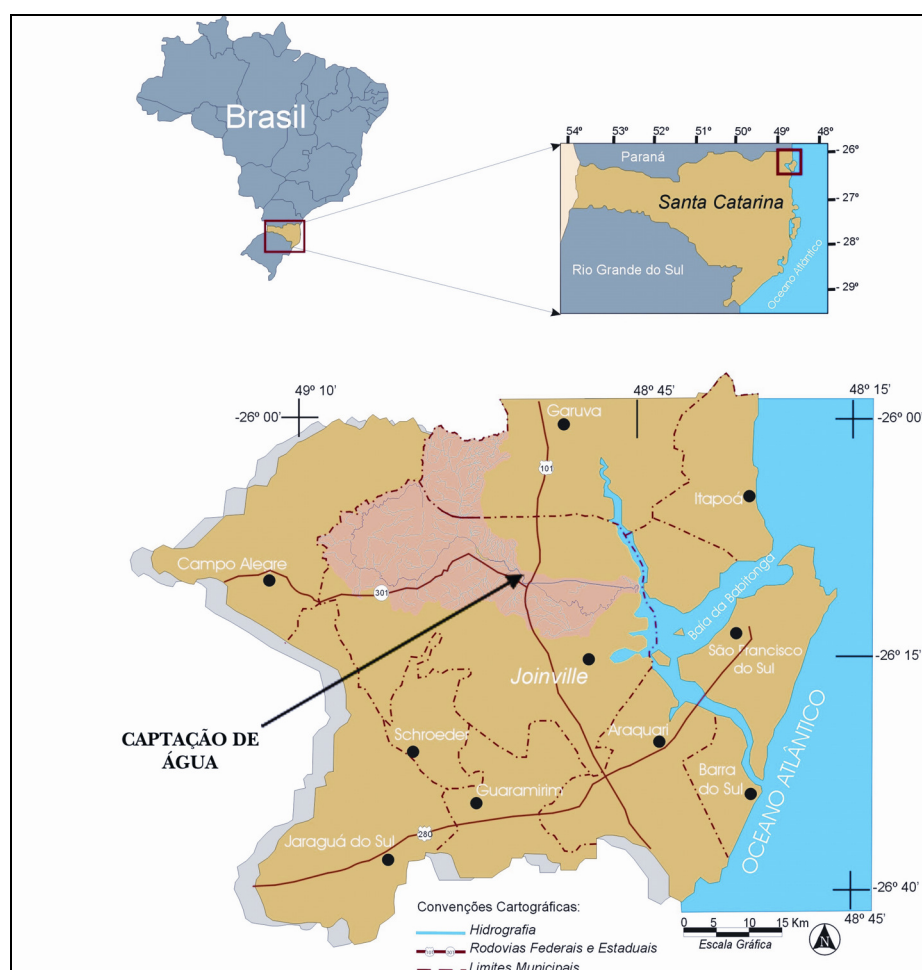 Brasil
54º 53º 52º 51º 50º 49º 48º
Paraná
- 26º
Santa Catarina
- 27º
- 28º
Rio Grande do Sul
Oceano Atlântico
- 29º
49º 10'
48º 45'
48º 15'
-26º 00'
-26º 00'
Garuva
101
Itapoá
Campo Aleare
301
Baía da Babitonga
São Francisco
do Sul
-26º 15'
Joinville
CAPTAÇÃO DE
ÁGUA
Schroeder
Araquari
Barra
do Sul
Guaramirim
OCEANO ATLÂNTICO
280
Jaraguá do Sul
-26º 40'
48º 45'
Convenções Cartográficas:
Hidrografia
Rodovias Federais e Estaduais
Limites Municipais
0 5 10 15 Km
Escala Gráfica
N